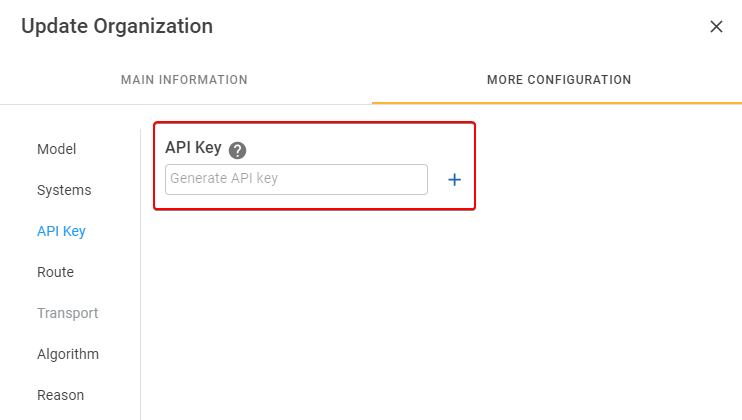 Update Organization
MAIN INFORMATION
MORE CONFIGURATION
Model
Systems
API Key
Route
Transport
Algorithm
Reason
API Key ?
Generate API key
+